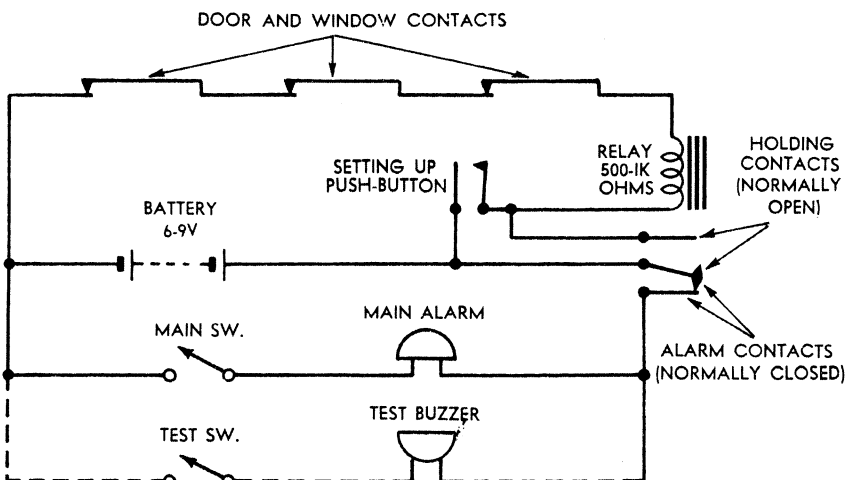 DOOR AND WINDOW CONTACTS
SETTING UP
PUSH-BUTTON
RELAY
500-IK
OHMS
HOLDING
CONTACTS
(NORMALLY
OPEN)
BATTERY
6-9V
MAIN SW.
MAIN ALARM
ALARM CONTACTS
(NORMALLY CLOSED)
TEST SW.
TEST BUZZER